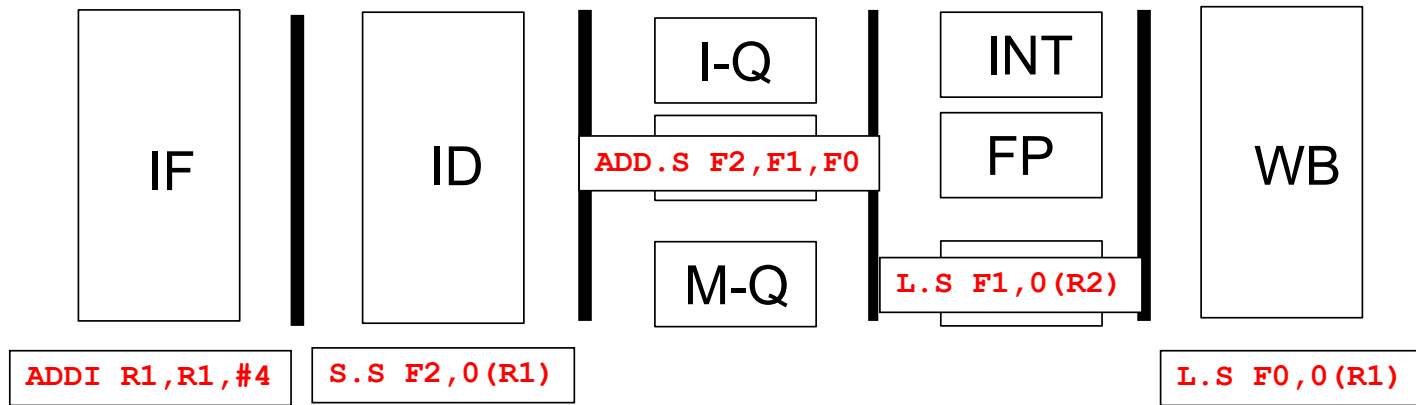 IF
ID
I-Q
INT
ADD.S F2,F1,F0
FP
WB
M-Q
L.S F1,0(R2)
ADDI R1,R1,#4
S.S F2,0(R1)
L.S F0,0(R1)